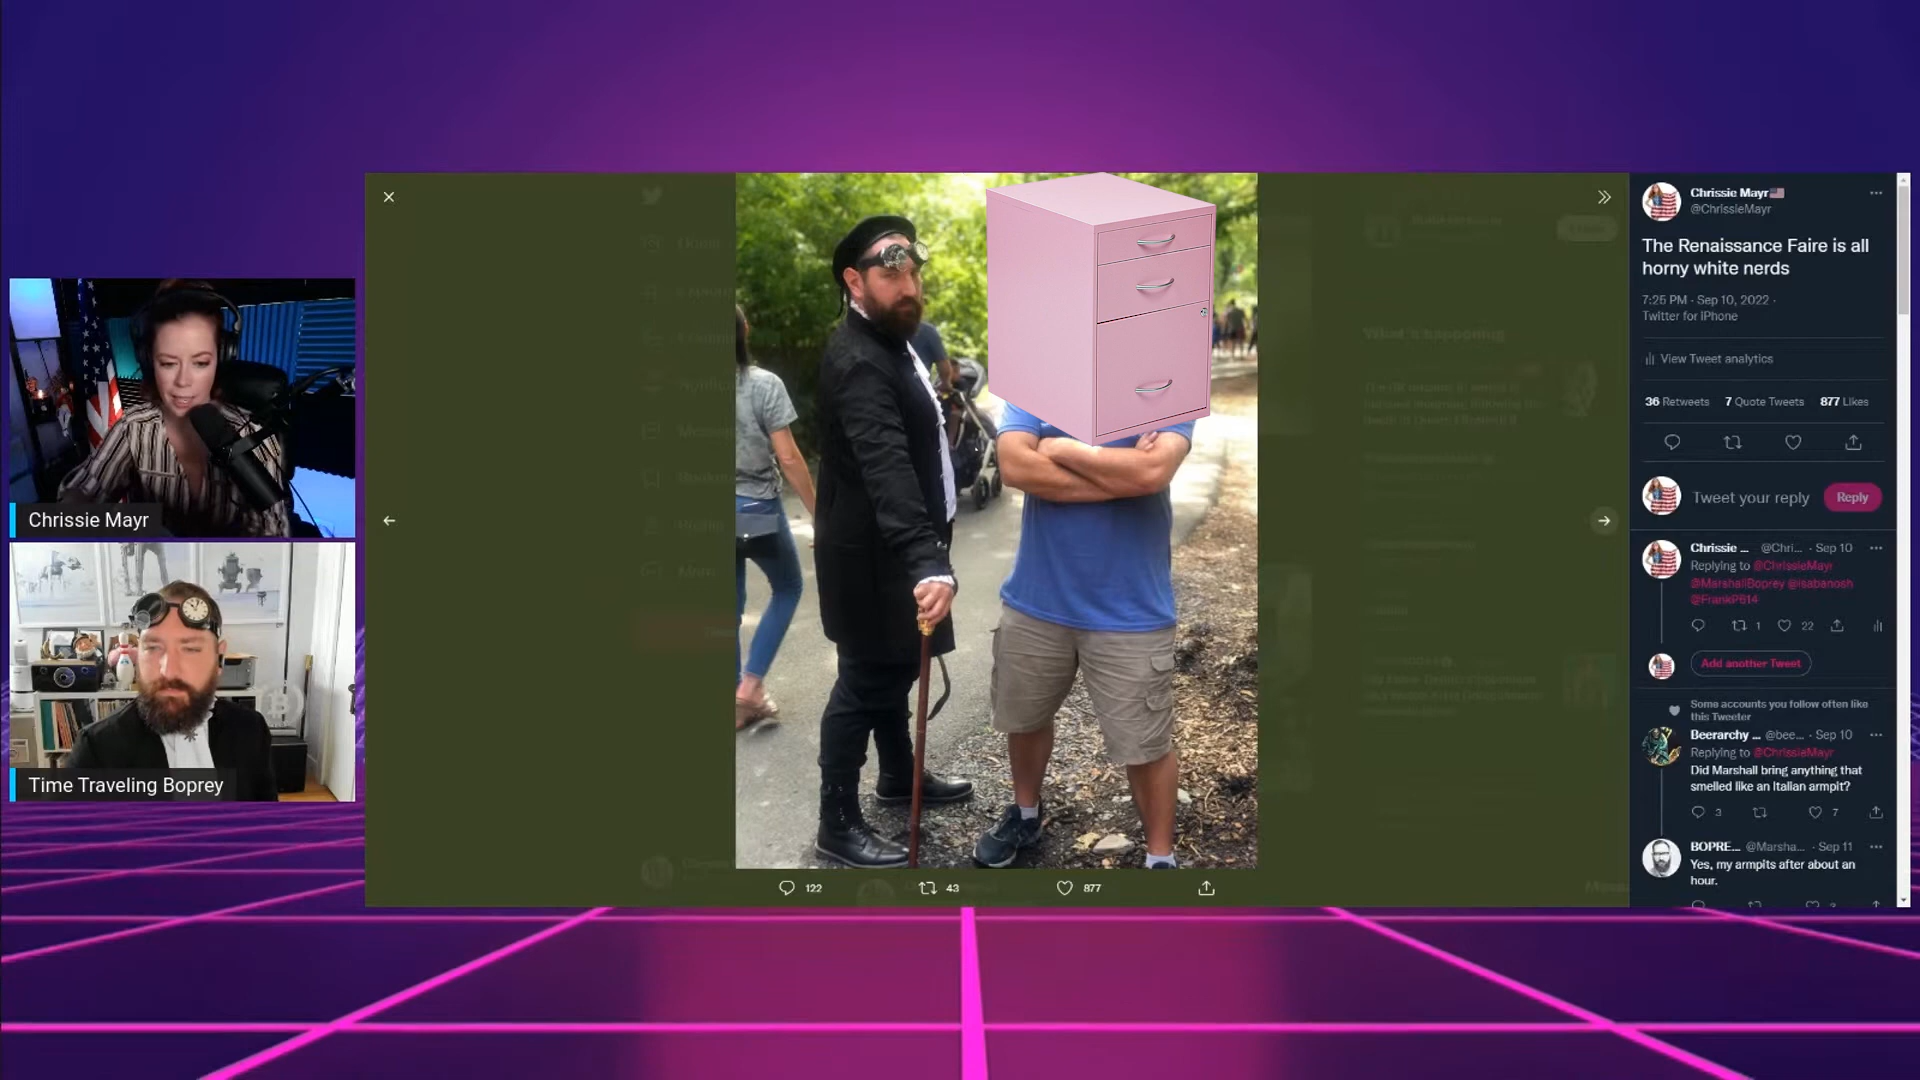 Chrissie Mayr
Time Traveling Boprey
What's happening
122
43
877
Chrissie Mayr
@ChrissieMayr
The Renaissance Faire is all
horny white nerds
7:25 PM · Sep 10, 2022 ·
Twitter for iPhone
View Tweet analytics
36 Retweets 7 Quote Tweets 877 Likes
Tweet your reply
Reply
Chrissie ... @Chri... · Sep 10
Replying to @ChrissieMayr
@MarshallBoprey @isabanosh
@FrankP614
1
22
Add another Tweet
Some accounts you follow often like
this Tweeter
Beerarchy ... @bee... · Sep 10
Replying to @ChrissieMayr
Did Marshall bring anything that
smelled like an Italian armpit?
3
7
BOPRE... @Marsha... · Sep 11
Yes, my armpits after about an
hour.